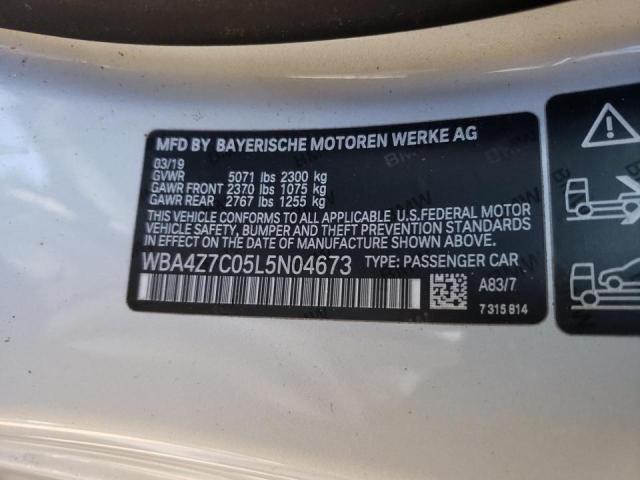 MFD BY BAYERISCHE MOTOREN WERKE AG
03/19
GVWR 5071 lbs 2300 kg
GAWR FRONT 2370 lbs 1075 kg
GAWR REAR 2767 lbs 1255 kg
THIS VEHICLE CONFORMS TO ALL APPLICABLE U.S.FEDERAL MOTOR
VEHICLE SAFETY, BUMPER AND THEFT PREVENTION STANDARDS
IN EFFECT ON THE DATE OF MANUFACTURE SHOWN ABOVE.
WBA4Z7C05L5N04673 TYPE: PASSENGER CAR
A83/7
7 315 814